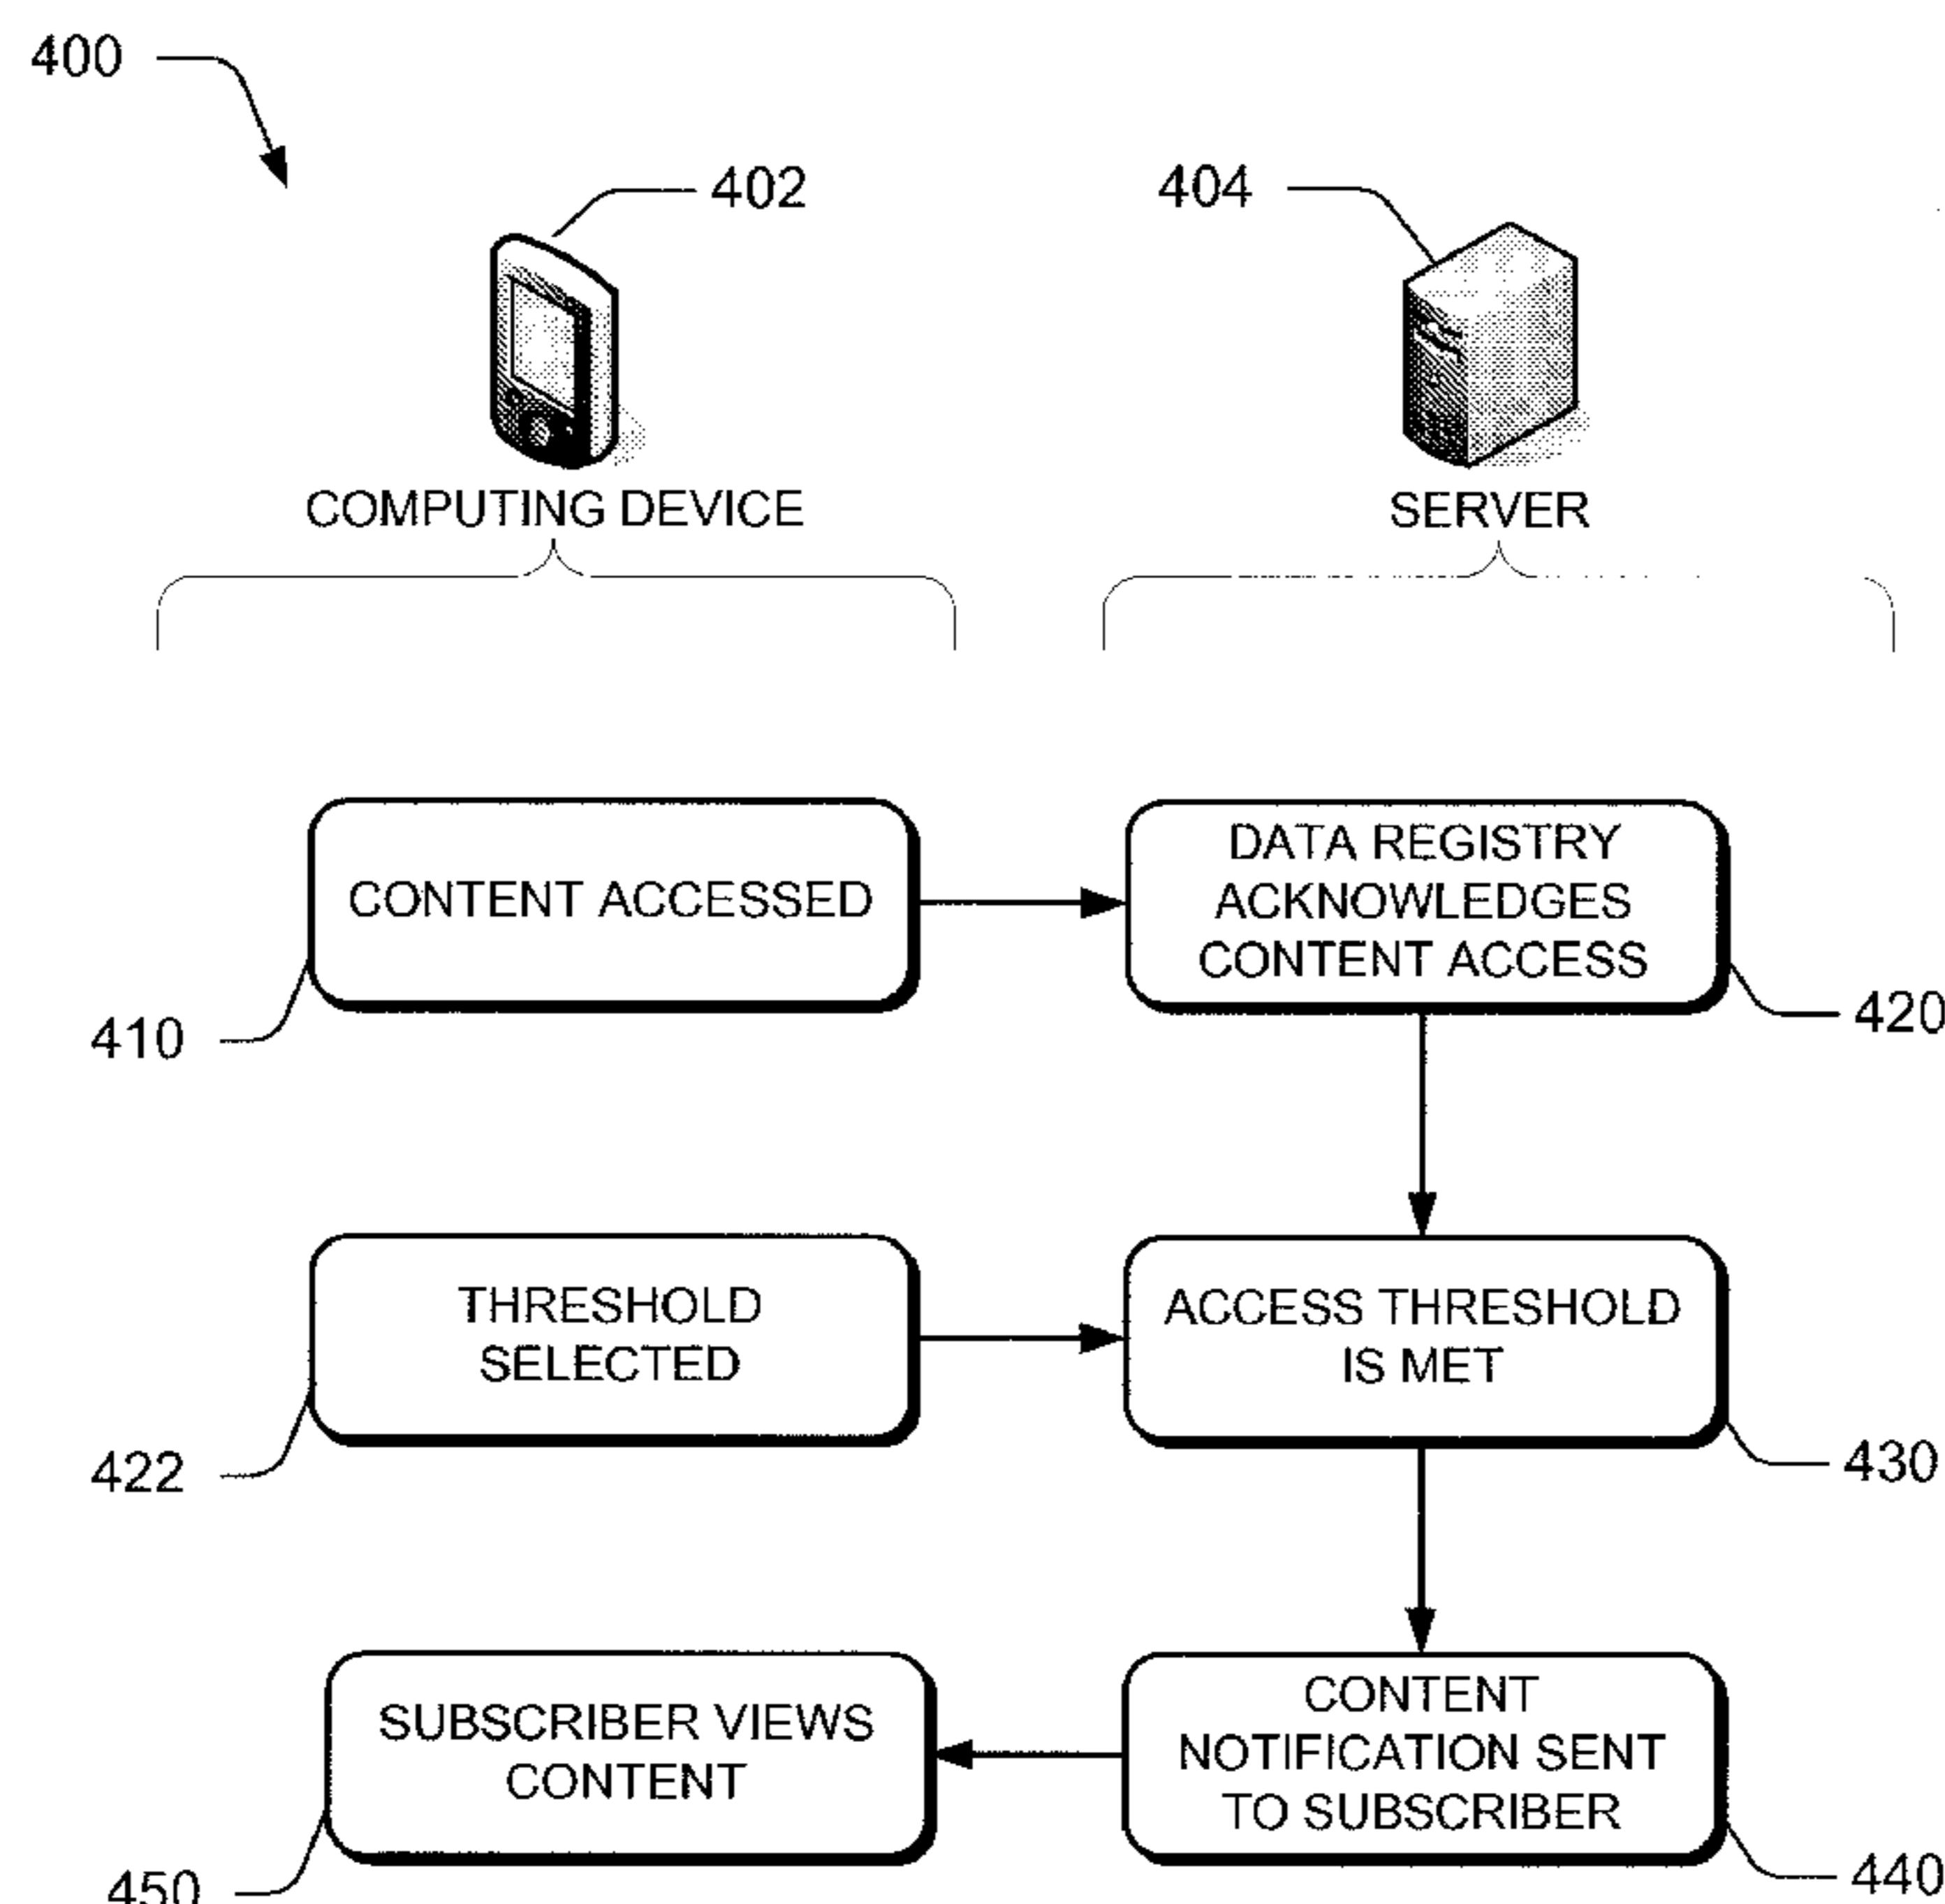 400
402
404
COMPUTING DEVICE
SERVER
CONTENT ACCESSED
DATA REGISTRY
ACKNOWLEDGES
CONTENT ACCESS
410
420
THRESHOLD
SELECTED
ACCESS THRESHOLD
IS MET
422
430
SUBSCRIBER VIEWS
CONTENT
CONTENT
NOTIFICATION SENT
TO SUBSCRIBER
450
440